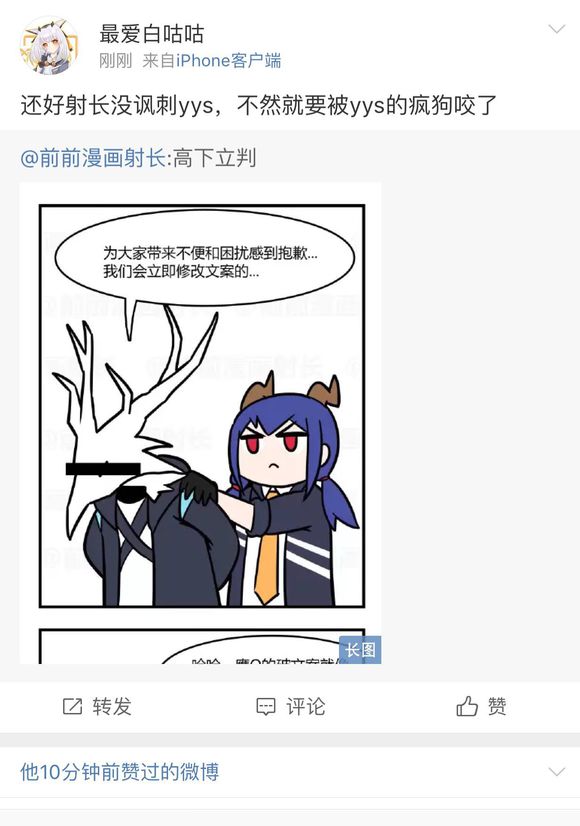 最爱白咕咕
刚刚 来自iPhone客户端
还好射长没讽刺yys，不然就要被yys的疯狗咬了
@前前漫画射长:高下立判
为大家带来不便和困扰感到抱歉...
我们会立即修改文案的...
长图
转发
评论
赞
他10分钟前赞过的微博